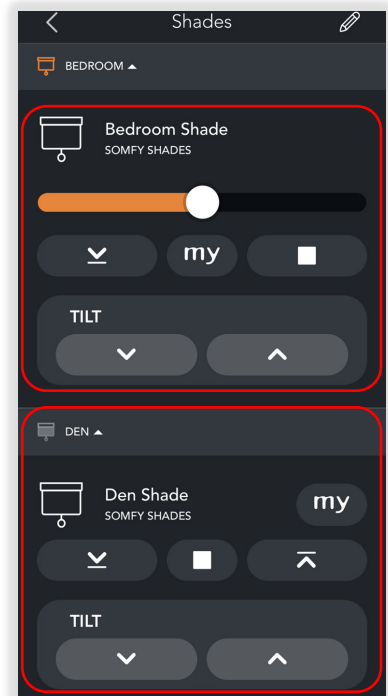 Shades
BEDROOM
Bedroom Shade
SOMFY SHADES
my
TILT
DEN
Den Shade
SOMFY SHADES
my
TILT